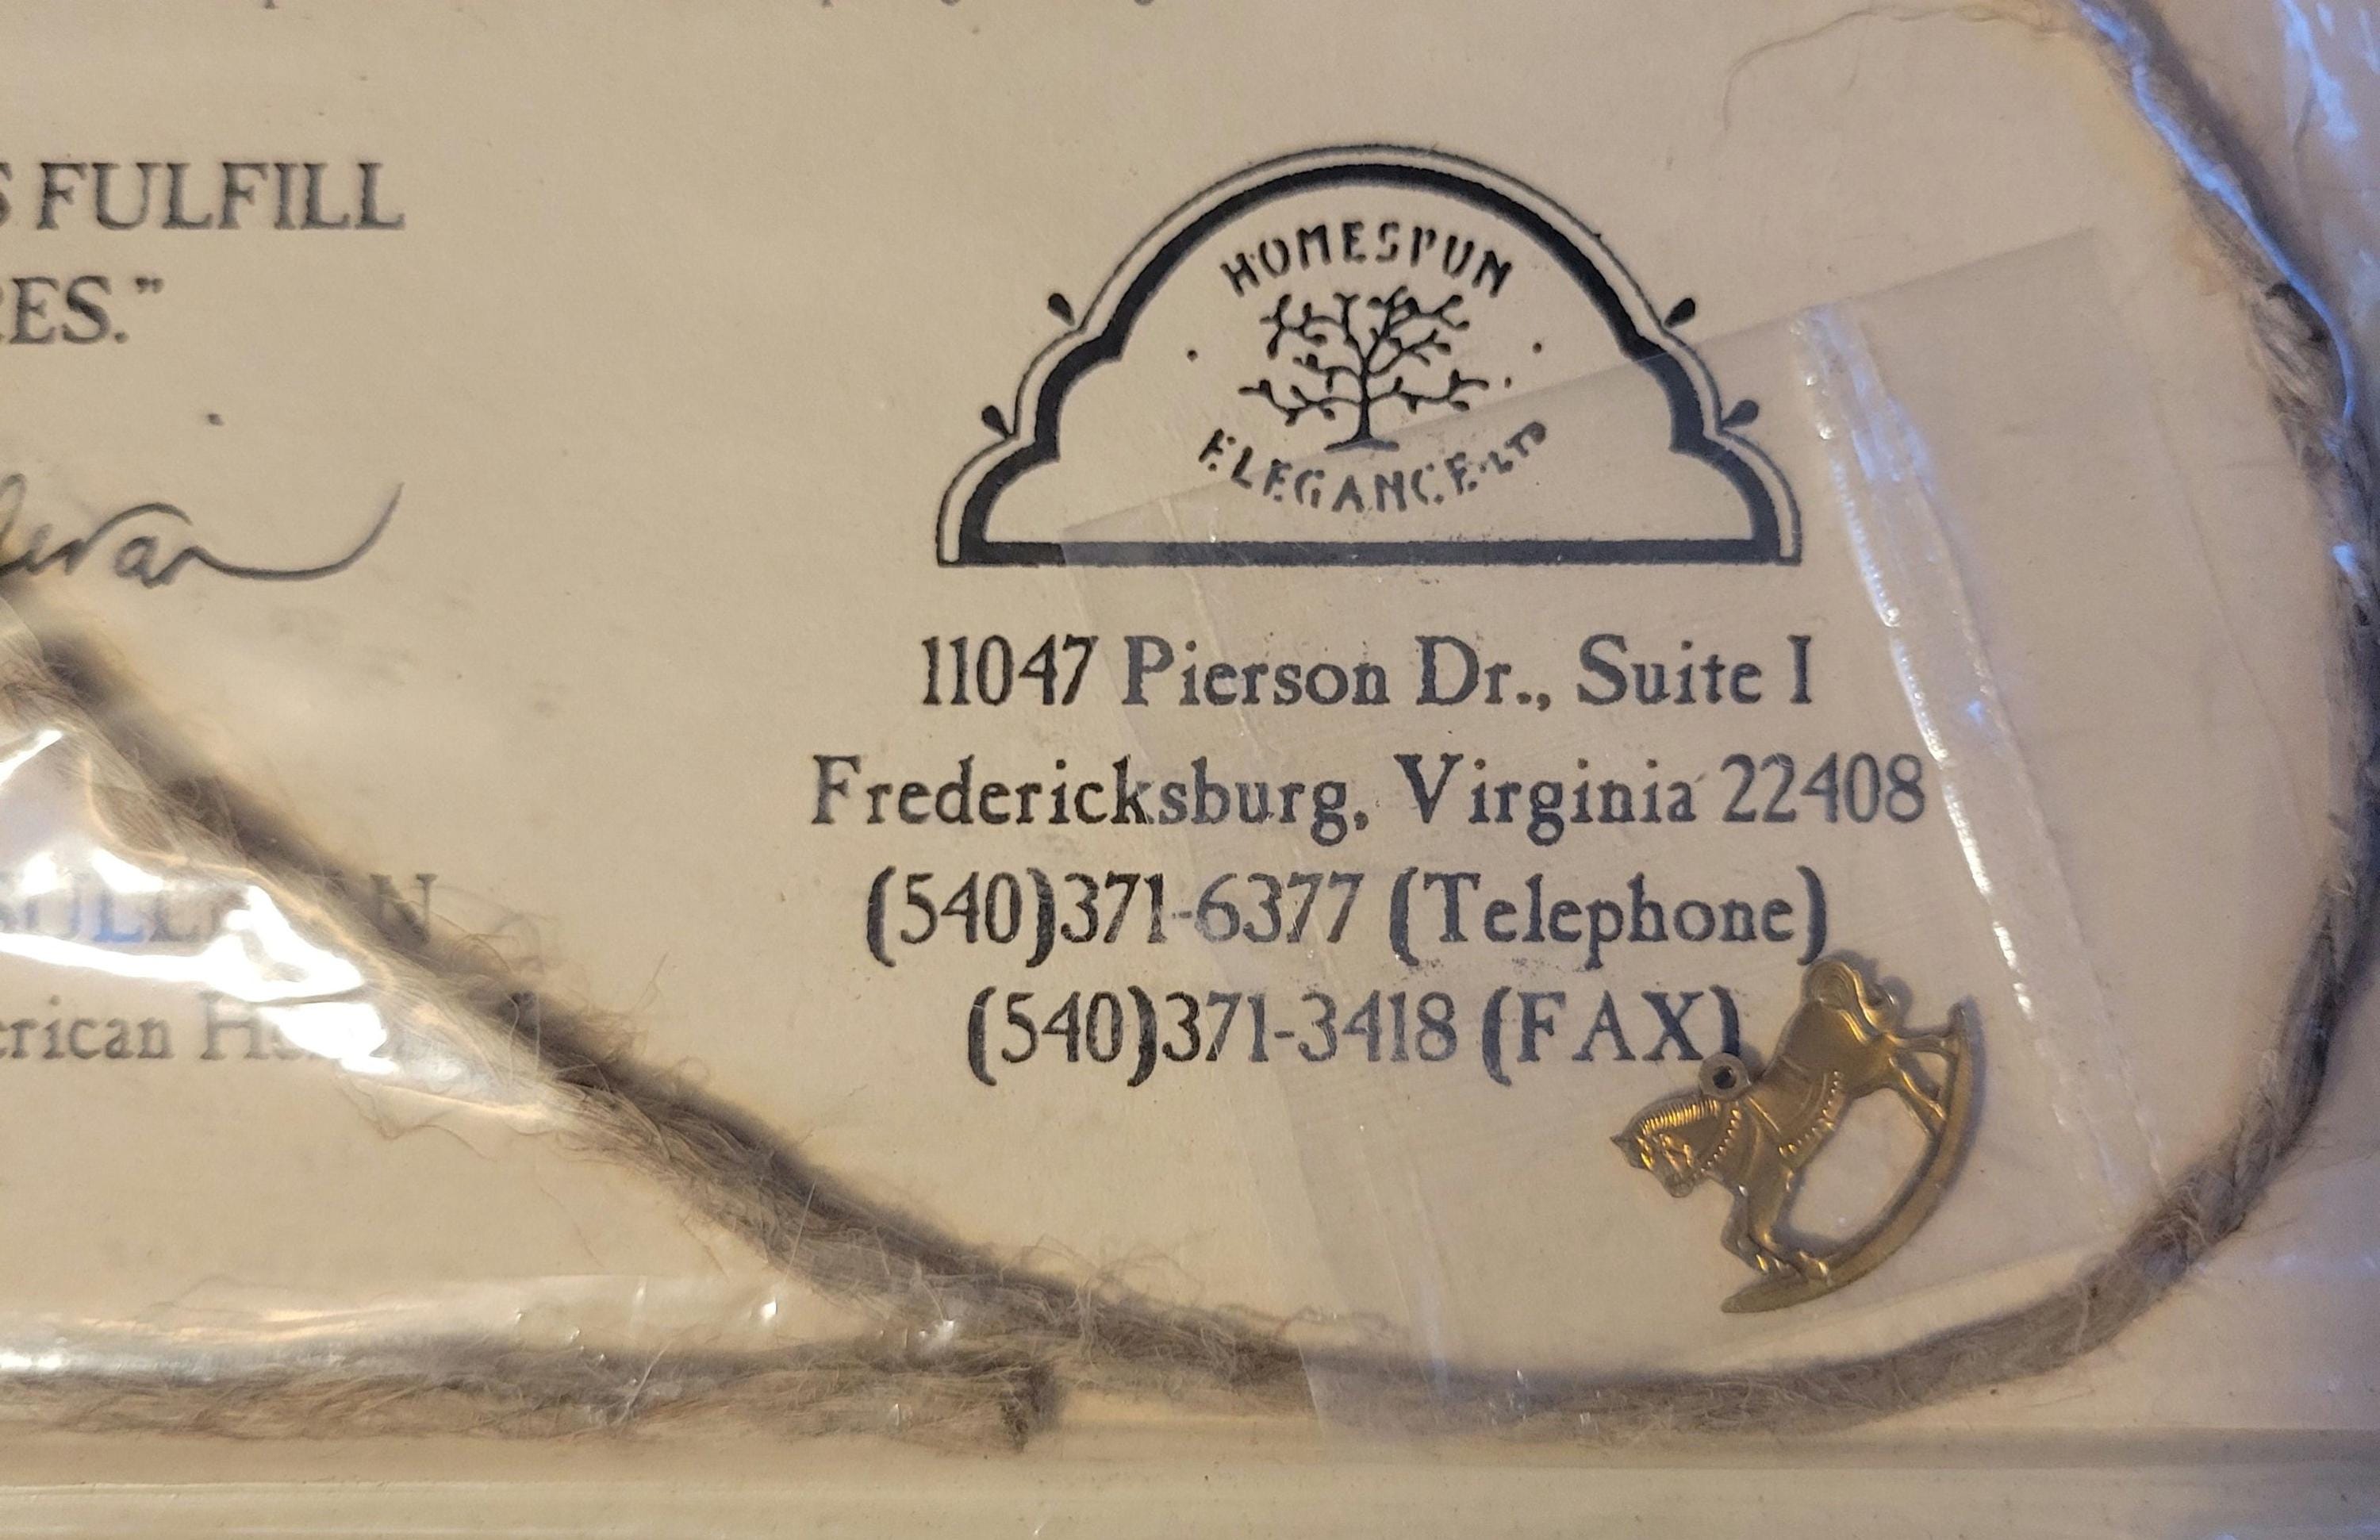 S FULFILL
RES."
HOMESPUN
ELEGANCE LTD
11047 Pierson Dr., Suite I
Fredericksburg, Virginia 22408
(540)371-6377 (Telephone)
(540)371-3418 (FAX)
erican